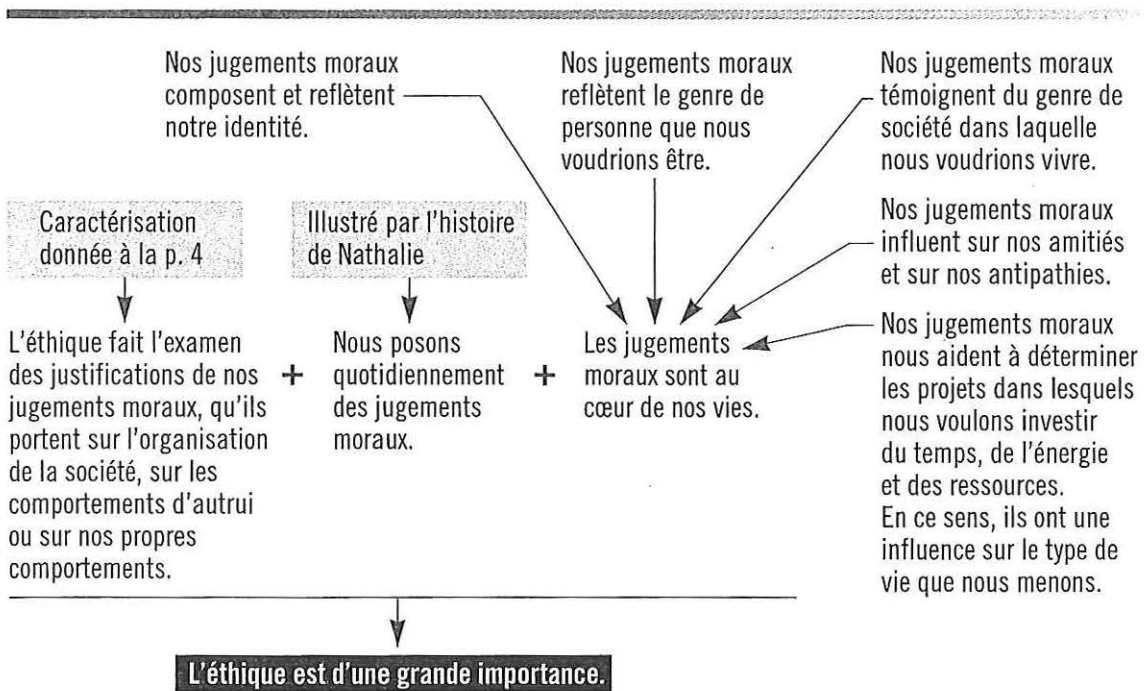 Nos jugements moraux
composent et reflètent
notre identité.
Nos jugements moraux
reflètent le genre de
personne que nous
voudrions être.
Nos jugements moraux
témoignent du genre de
société dans laquelle
nous voudrions vivre.
Caractérisation
donnée à la p. 4
Illustré par l'histoire
de Nathalie
Nos jugements moraux
influent sur nos amitiés
et sur nos antipathies.
L'éthique fait l'examen
des justifications de nos
jugements moraux, qu'ils
portent sur l'organisation
de la société, sur les
comportements d'autrui
ou sur nos propres
comportements.
+
Nous posons
quotidiennement
des jugements
moraux.
+
Les jugements
moraux sont au
cœur de nos vies.
Nos jugements moraux
nous aident à déterminer
les projets dans lesquels
nous voulons investir
du temps, de l'énergie
et des ressources.
En ce sens, ils ont une
influence sur le type de
vie que nous menons.
L'éthique est d'une grande importance.